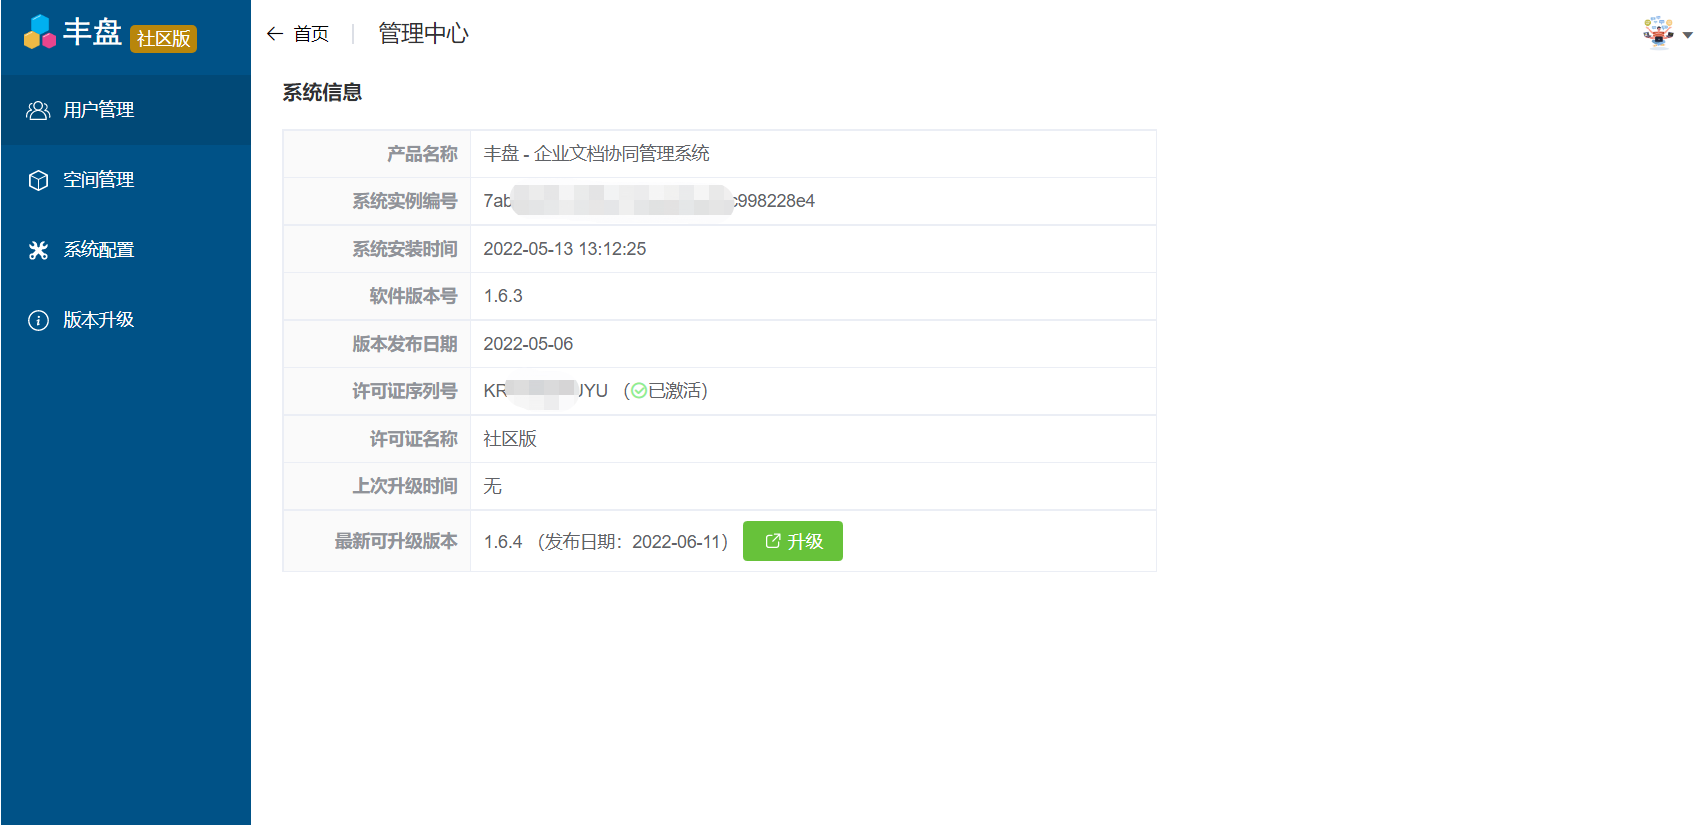 丰盘 社区版
← 首页 管理中心
用户管理
空间管理
系统配置
版本升级
系统信息
产品名称 丰盘 - 企业文档协同管理系统
系统实例编号 7ab c998228e4
系统安装时间 2022-05-13 13:12:25
软件版本号 1.6.3
版本发布日期 2022-05-06
许可证序列号 KR JYU （已激活）
许可证名称 社区版
上次升级时间 无
最新可升级版本 1.6.4 （发布日期：2022-06-11） 升级